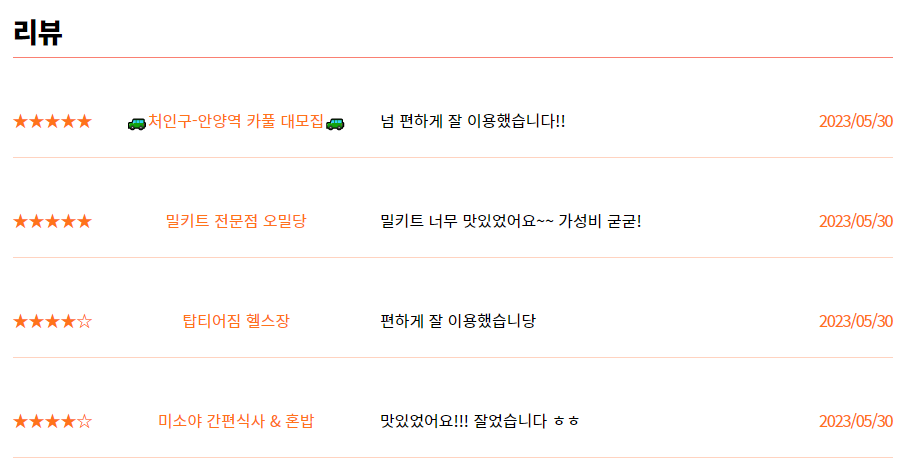 리뷰
★★★★★ 🚙처인구-안양역 카풀 대모집🚙 넘 편하게 잘 이용했습니다!! 2023/05/30
★★★★★ 밀키트 전문점 오밀당 밀키트 너무 맛있었어요~~ 가성비 굳굳! 2023/05/30
★★★★☆ 탑티어짐 헬스장 편하게 잘 이용했습니당 2023/05/30
★★★★☆ 미소야 간편식사 & 혼밥 맛있었어요!!! 잘었습니다 ㅎㅎ 2023/05/30